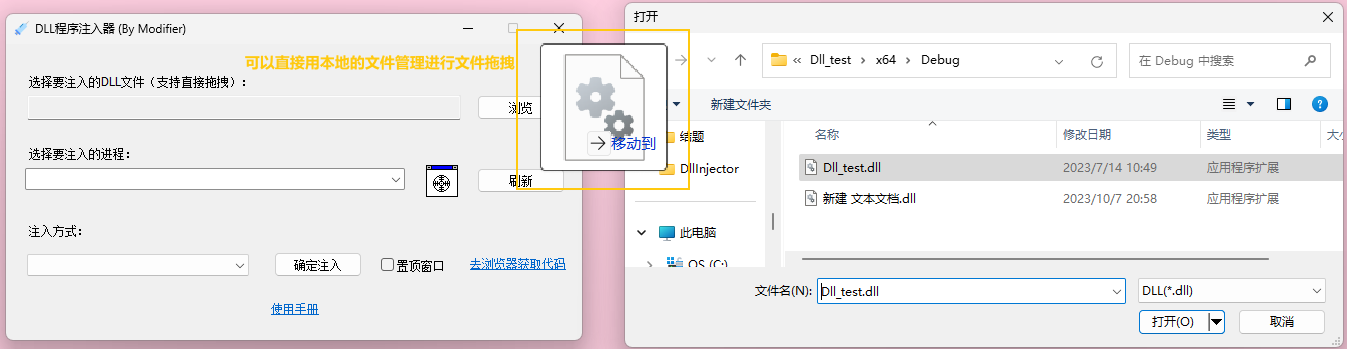 DLL程序注入器 (By Modifier)
可以直接用本地的文件管理进行文件拖拽
选择要注入的DLL文件（支持直接拖拽）：
浏览
选择要注入的进程：
刷新
注入方式：
确定注入
置顶窗口
去浏览器获取代码
使用手册
移动到
打开
« Dll_test › x64 › Debug
在 Debug 中搜索
新建文件夹
结题
DllInjector
此电脑
OS (C:)
名称 修改日期 类型 大小
Dll_test.dll 2023/7/14 10:49 应用程序扩展
新建 文本文档.dll 2023/10/7 20:58 应用程序扩展
文件名(N): Dll_test.dll DLL(*.dll)
打开(O) 取消